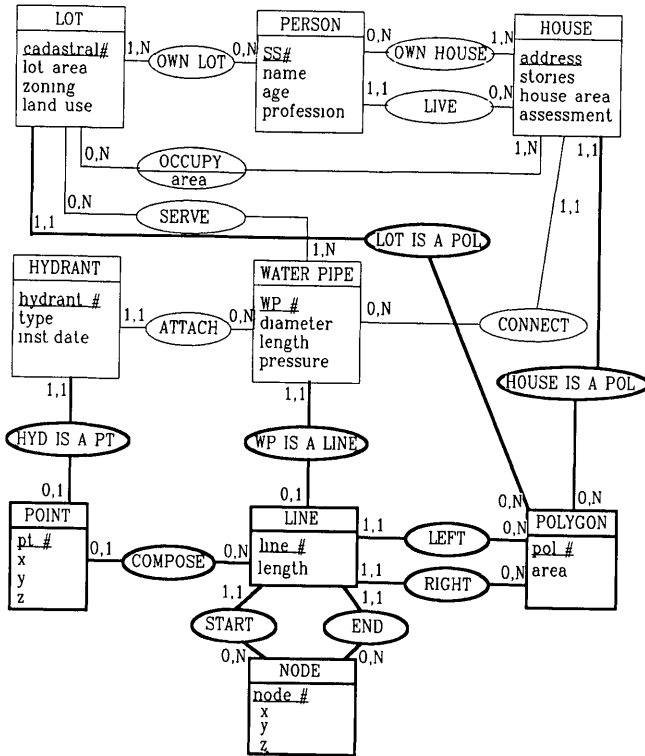 LOT
cadastral#
lot area
zoning
land use
1,N
OWN LOT
0,N
PERSON
SS#
name
age
profession
0,N
OWN HOUSE
1,N
1,1
LIVE
0,N
HOUSE
address
stories
house area
assessment
0,N
OCCUPY
area
1,N
1,1
0,N
SERVE
1,N
1,1
LOT IS A POL
1,1
HYDRANT
hydrant #
type
inst date
1,1
ATTACH
0,N
WATER PIPE
WP #
diameter
length
pressure
0,N
CONNECT
1,1
HYD IS A PT
0,1
1,1
WP IS A LINE
0,1
HOUSE IS A POL
0,N
0,N
POINT
pt #
x
y
z
0,1
COMPOSE
0,N
LINE
line #
length
1,1
LEFT
0,N
1,1
RIGHT
0,N
POLYGON
pol #
area
1,1
START
0,N
1,1
END
0,N
NODE
node #
x
y
z